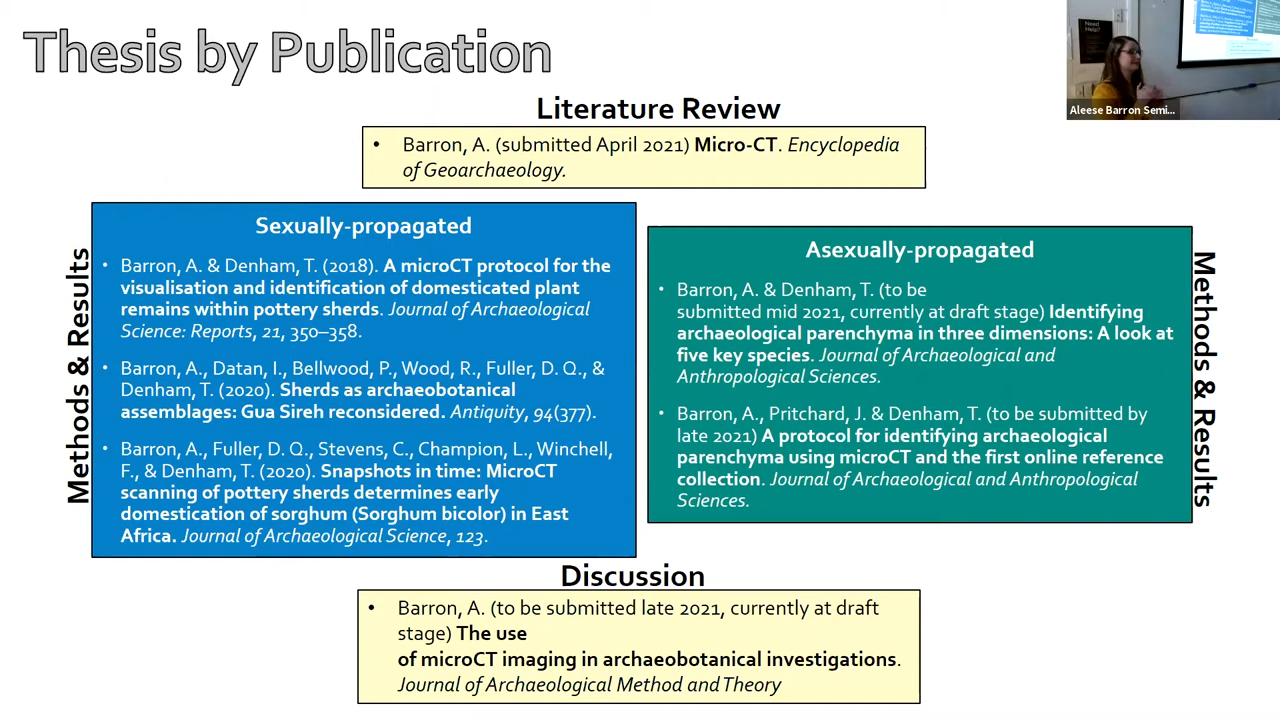 Thesis by Publication
Need
Help?
Aleese Barron Semi...
Literature Review
• Barron, A. (submitted April 2021) Micro-CT. Encyclopedia
of Geoarchaeology.
Methods & Results
Sexually-propagated
• Barron, A. & Denham, T. (2018). A microCT protocol for the
visualisation and identification of domesticated plant
remains within pottery sherds. Journal of Archaeological
Science: Reports, 21, 350–358.
• Barron, A., Datan, I., Bellwood, P., Wood, R., Fuller, D. Q., &
Denham, T. (2020). Sherds as archaeobotanical
assemblages: Gua Sireh reconsidered. Antiquity, 94(377).
• Barron, A., Fuller, D. Q., Stevens, C., Champion, L., Winchell,
F., & Denham, T. (2020). Snapshots in time: MicroCT
scanning of pottery sherds determines early
domestication of sorghum (Sorghum bicolor) in East
Africa. Journal of Archaeological Science, 123.
Asexually-propagated
• Barron, A. & Denham, T. (to be
submitted mid 2021, currently at draft stage) Identifying
archaeological parenchyma in three dimensions: A look at
five key species. Journal of Archaeological and
Anthropological Sciences.
• Barron, A., Pritchard, J. & Denham, T. (to be submitted by
late 2021) A protocol for identifying archaeological
parenchyma using microCT and the first online reference
collection. Journal of Archaeological and Anthropological
Sciences.
Methods & Results
Discussion
• Barron, A. (to be submitted late 2021, currently at draft
stage) The use
of microCT imaging in archaeobotanical investigations.
Journal of Archaeological Method and Theory